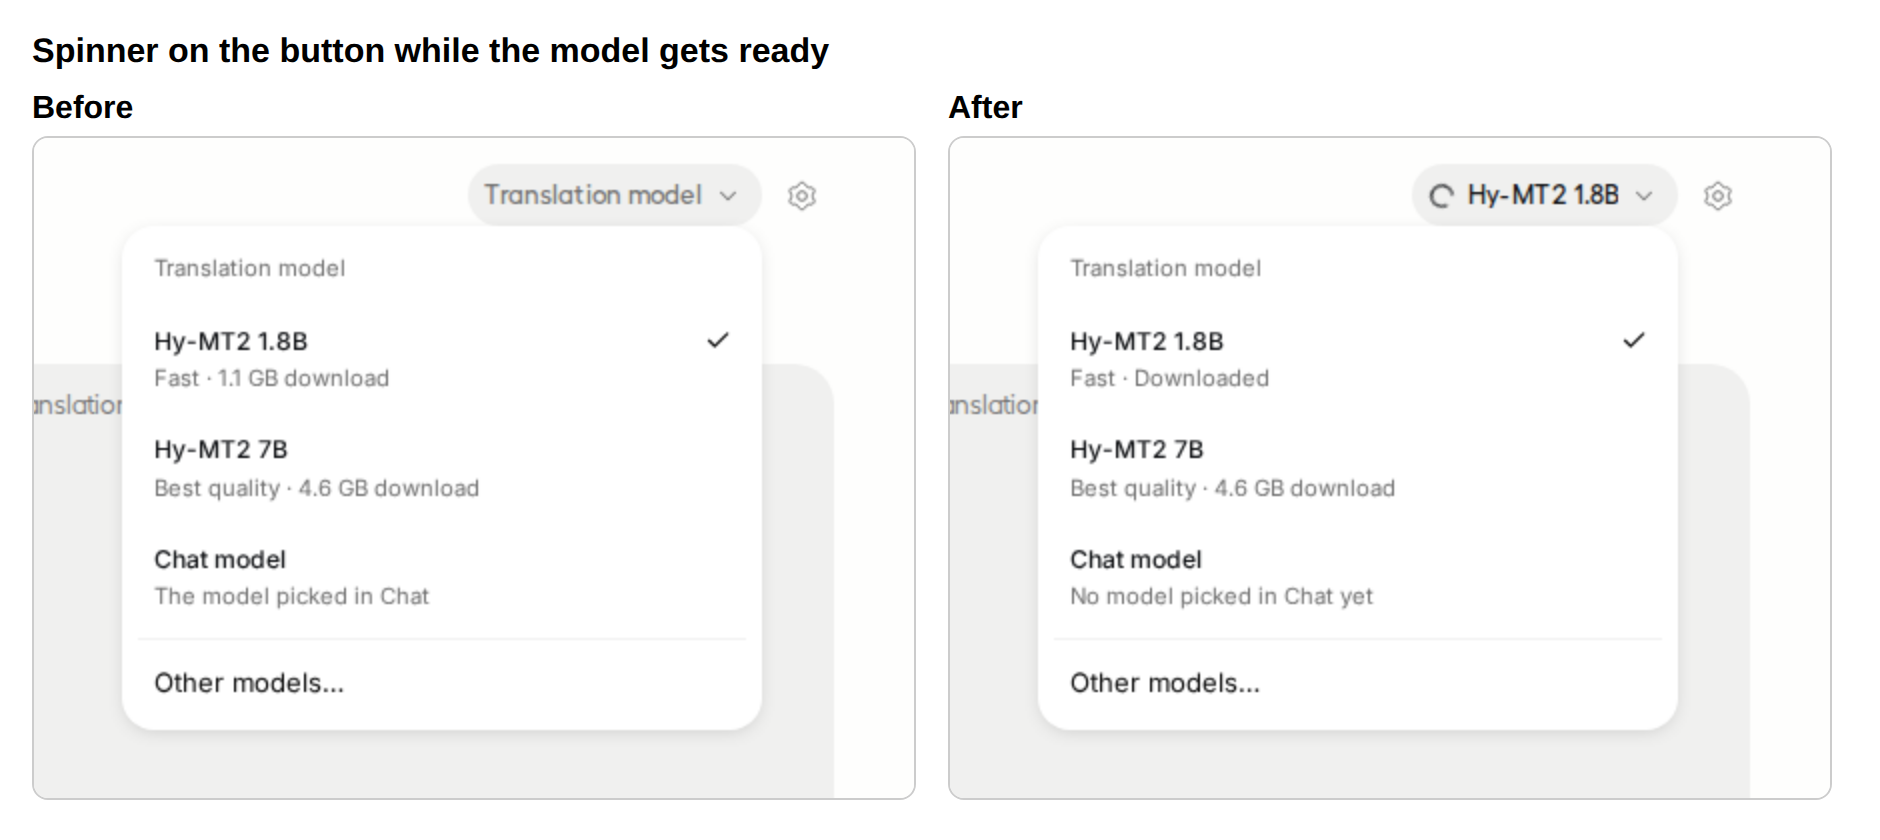 Spinner on the button while the model gets ready
Before
Translation model
Translation model
Hy-MT2 1.8B
Fast · 1.1 GB download
Hy-MT2 7B
Best quality · 4.6 GB download
Chat model
The model picked in Chat
Other models...
anslation
After
Hy-MT2 1.8B
Translation model
Hy-MT2 1.8B
Fast · Downloaded
Hy-MT2 7B
Best quality · 4.6 GB download
Chat model
No model picked in Chat yet
Other models...
anslation